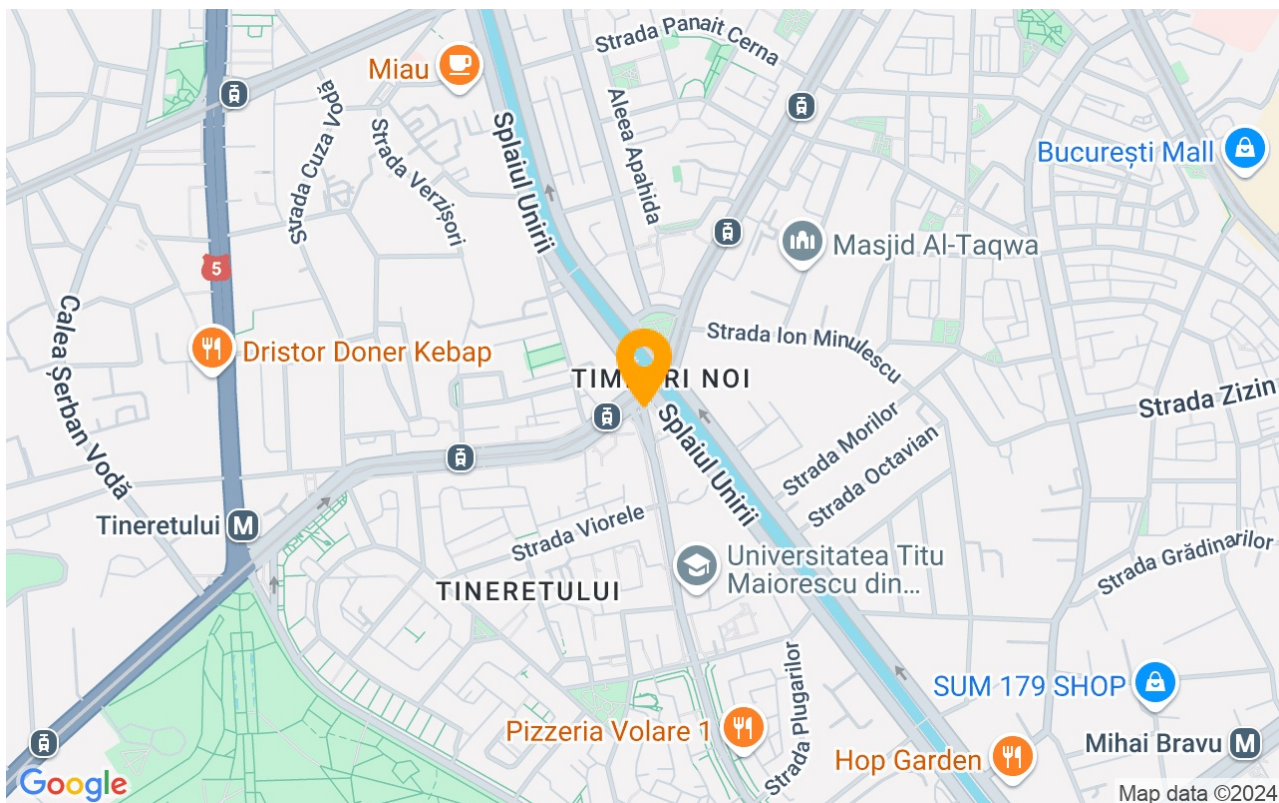 Strada Panait Cerna
Miau
Aleea Apahida
Strada Cuza Vodă
Strada Verzișori
Splaiul Unirii
București Mall
Masjid Al-Taqwa
5
Calea Șerban Vodă
Dristor Doner Kebap
Strada Ion Minulescu
Strada Zizin
Strada Morilor
Strada Octavian
Splaiul Unirii
Tineretului M
Strada Viorele
Universitatea Titu
Maiorescu din...
Strada Grădinarilor
TINERETULUI
Strada Plugarilor
SUM 179 SHOP
Pizzeria Volare 1
Hop Garden
Mihai Bravu M
Google
Map data ©2024